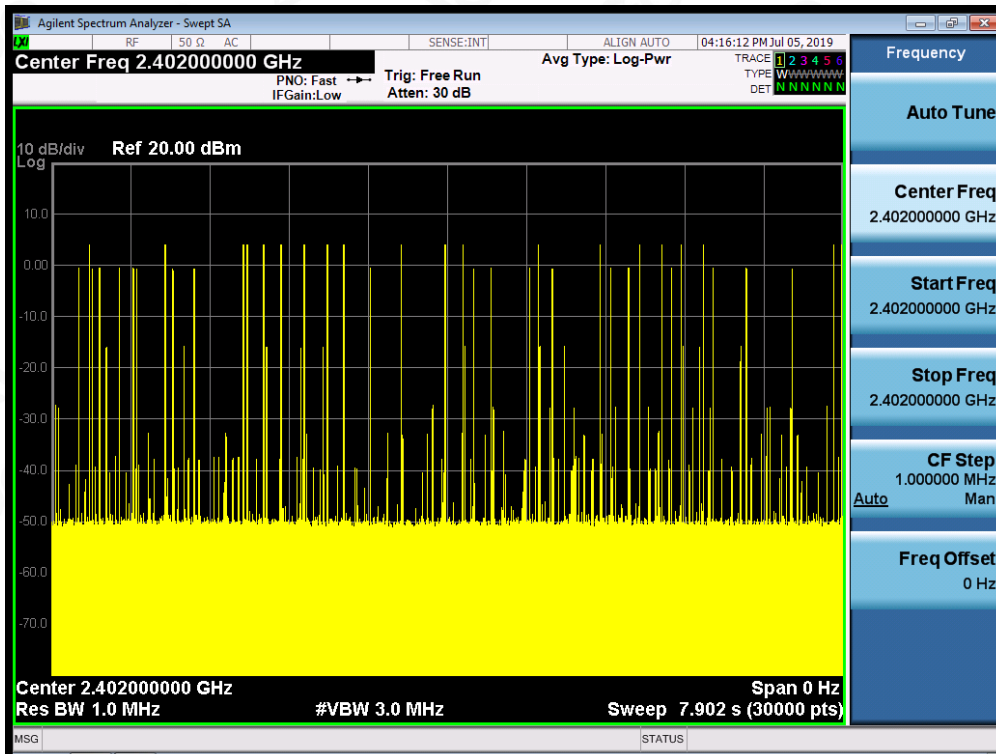 Agilent Spectrum Analyzer - Swept SA
LXI RF 50 Ω AC SENSE:INT ALIGN AUTO 04:16:12 PM Jul 05, 2019
Center Freq 2.402000000 GHz
PNO: Fast
IFGain:Low
Trig: Free Run
Atten: 30 dB
Avg Type: Log-Pwr
TRACE 1 2 3 4 5 6
TYPE WWWWWWW
DET N N N N N N
10 dB/div Ref 20.00 dBm
Log
10.0
0.00
-10.0
-20.0
-30.0
-40.0
-50.0
-60.0
-70.0
Center 2.402000000 GHz Span 0 Hz
Res BW 1.0 MHz #VBW 3.0 MHz Sweep 7.902 s (30000 pts)
MSG STATUS
Frequency
Auto Tune
Center Freq
2.402000000 GHz
Start Freq
2.402000000 GHz
Stop Freq
2.402000000 GHz
CF Step
1.000000 MHz
Auto Man
Freq Offset
0 Hz